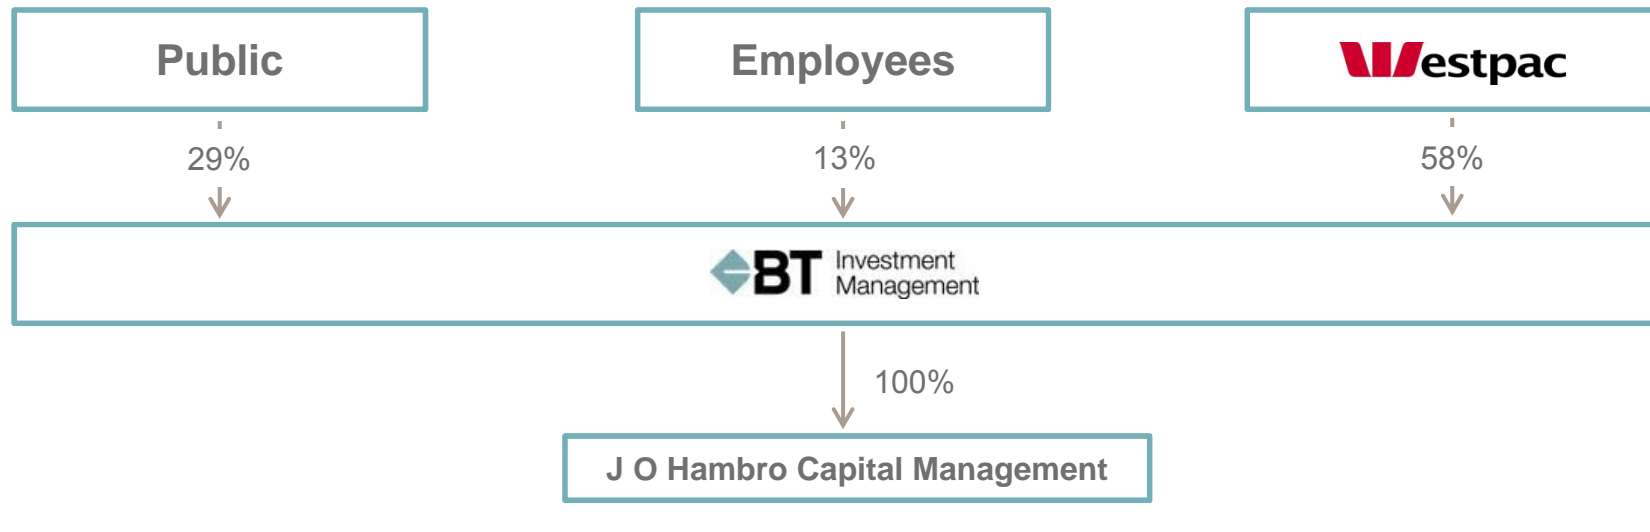 Public
Employees
Westpac
29%
13%
58%
BT Investment
Management
100%
J O Hambro Capital Management